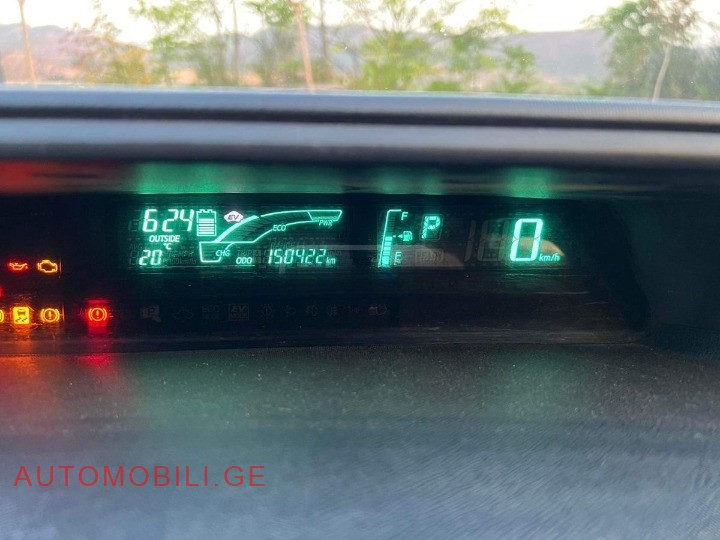 624 EV F P 0
ECO PWR
OUTSIDE
°C
20 CHG ODO 150422 km E km/h
AUTOMOBILI.GE